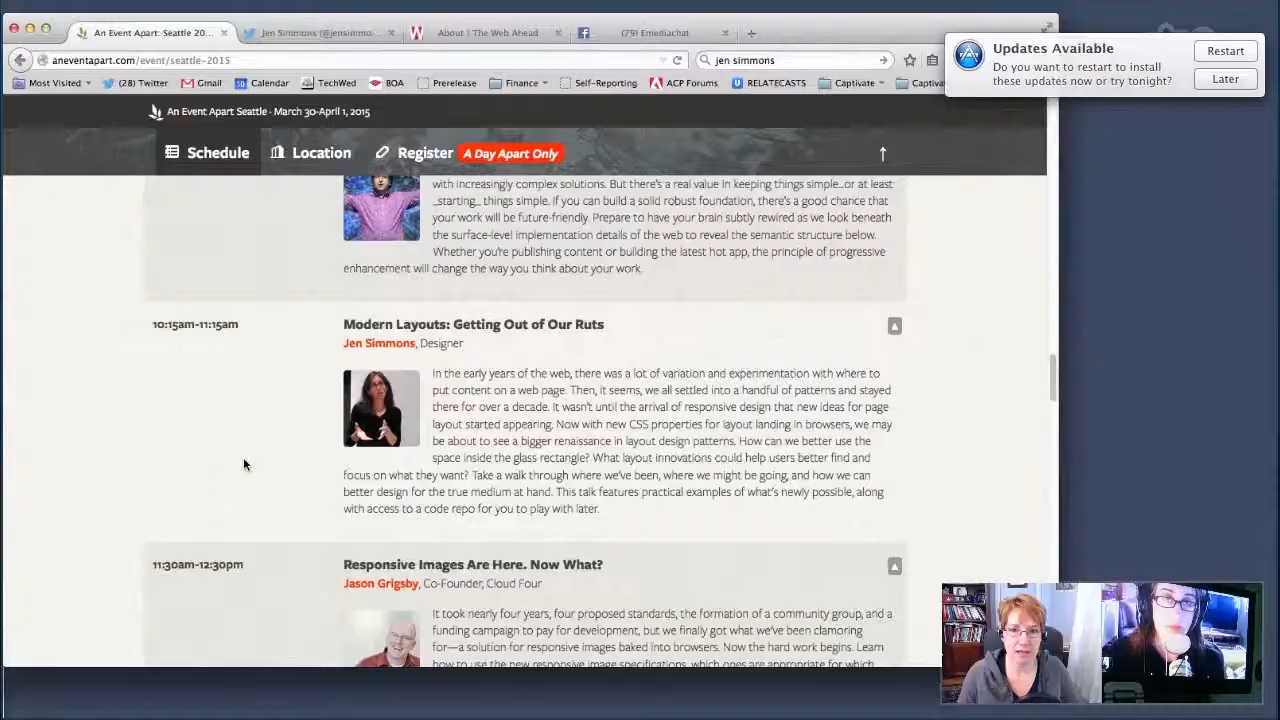 An Event Apart: Seattle 20...
Jen Simmons (@jensimmo...
About | The Web Ahead
(79) Emediachat
aneventapart.com/event/seattle-2015
jen simmons
Most Visited
(28) Twitter
Gmail
Calendar
TechWed
BOA
Prerelease
Finance
Self-Reporting
ACP Forums
RELATECASTS
Captivate
Updates Available
Do you want to restart to install
these updates now or try tonight?
Restart
Later
An Event Apart Seattle · March 30-April 1, 2015
Schedule
Location
Register
A Day Apart Only
with increasingly complex solutions. But there's a real value in keeping things simple...or at least
_starting_ things simple. If you can build a solid robust foundation, there's a good chance that
your work will be future-friendly. Prepare to have your brain subtly rewired as we look beneath
the surface-level implementation details of the web to reveal the semantic structure below.
Whether you're publishing content or building the latest hot app, the principle of progressive
enhancement will change the way you think about your work.
10:15am-11:15am
Modern Layouts: Getting Out of Our Ruts
Jen Simmons, Designer
In the early years of the web, there was a lot of variation and experimentation with where to
put content on a web page. Then, it seems, we all settled into a handful of patterns and stayed
there for over a decade. It wasn't until the arrival of responsive design that new ideas for page
layout started appearing. Now with new CSS properties for layout landing in browsers, we may
be about to see a bigger renaissance in layout design patterns. How can we better use the
space inside the glass rectangle? What layout innovations could help users better find and
focus on what they want? Take a walk through where we've been, where we might be going, and how we can
better design for the true medium at hand. This talk features practical examples of what's newly possible, along
with access to a code repo for you to play with later.
11:30am-12:30pm
Responsive Images Are Here. Now What?
Jason Grigsby, Co-Founder, Cloud Four
It took nearly four years, four proposed standards, the formation of a community group, and a
funding campaign to pay for development, but we finally got what we've been clamoring
for—a solution for responsive images baked into browsers. Now the hard work begins. Learn
how to use the new responsive image specifications, which ones are appropriate for which